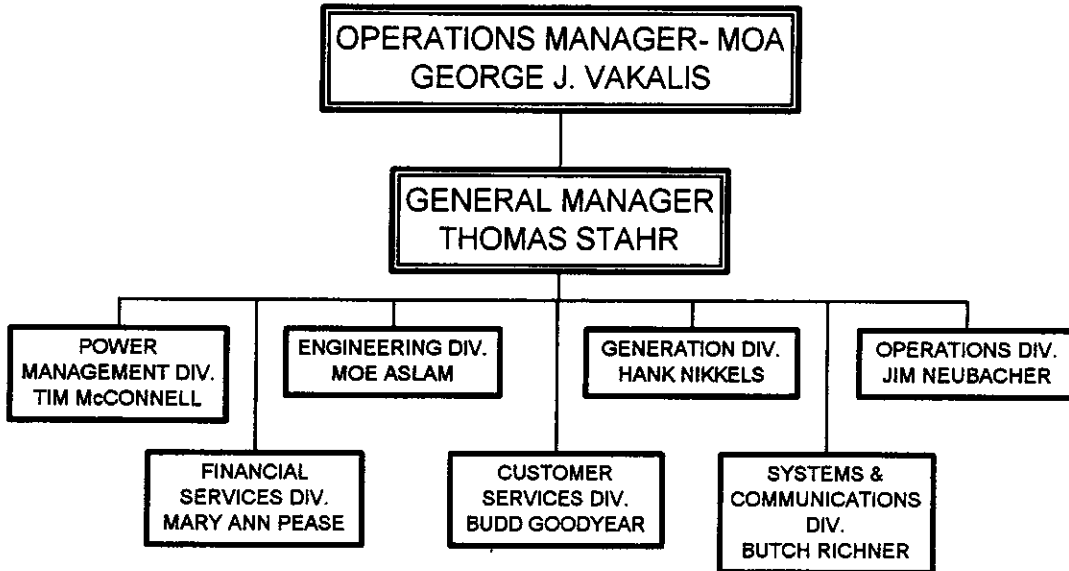 OPERATIONS MANAGER- MOA
GEORGE J. VAKALIS
GENERAL MANAGER
THOMAS STAHR
POWER
MANAGEMENT DIV.
TIM McCONNELL
ENGINEERING DIV.
MOE ASLAM
GENERATION DIV.
HANK NIKKELS
OPERATIONS DIV.
JIM NEUBACHER
FINANCIAL
SERVICES DIV.
MARY ANN PEASE
CUSTOMER
SERVICES DIV.
BUDD GOODYEAR
SYSTEMS &
COMMUNICATIONS
DIV.
BUTCH RICHNER